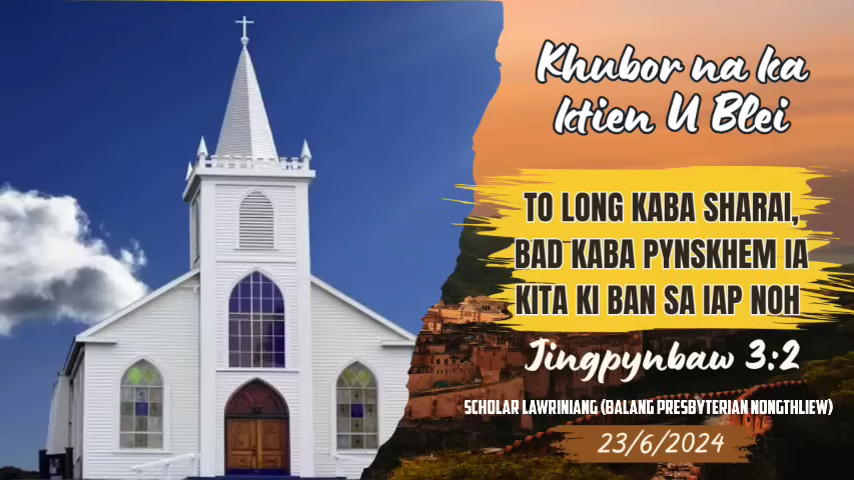 Khubor na ka
ktien U Blei
TO LONG KABA SHARAI,
BAD KABA PYNSKHEM IA
KITA KI BAN SA IAP NOH
Jingpynbaw 3:2
SCHOLAR LAWRINIANG (BALANG PRESBYTERIAN NONGTHLIEW)
23/6/2024